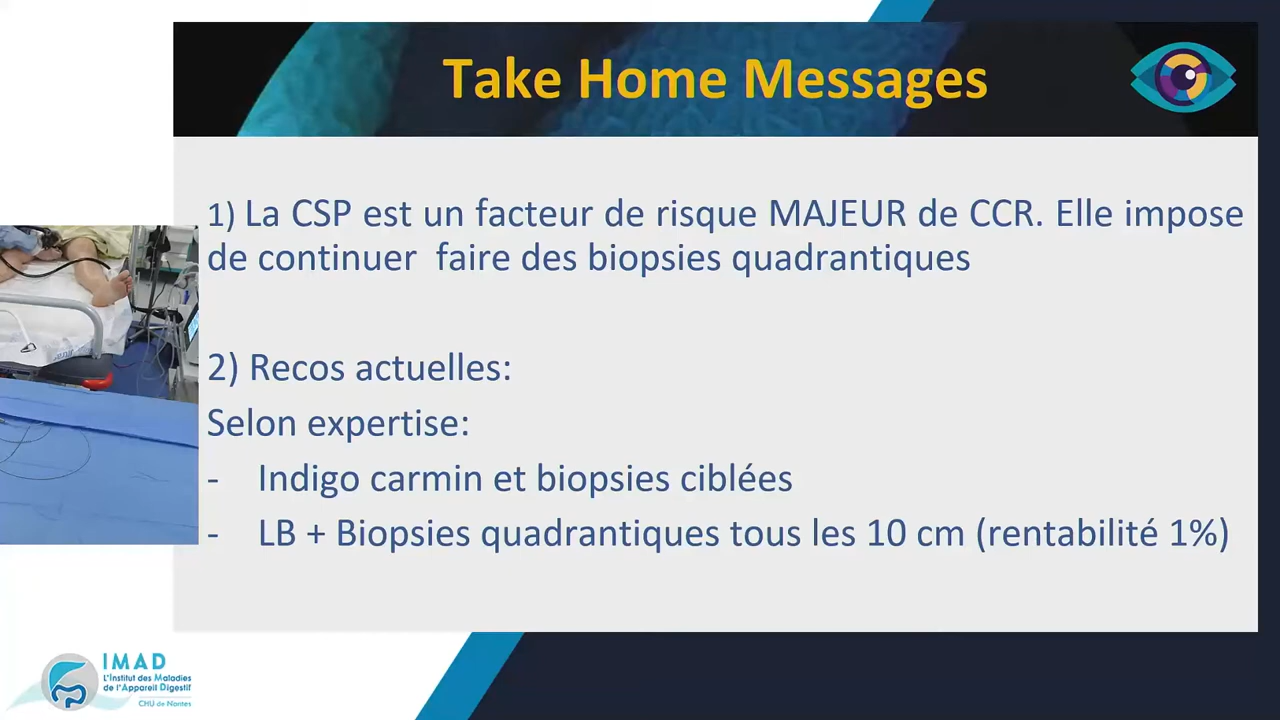 Take Home Messages
1) La CSP est un facteur de risque MAJEUR de CCR. Elle impose
de continuer  faire des biopsies quadrantiques
2) Recos actuelles:
Selon expertise:
- Indigo carmin et biopsies ciblées
- LB + Biopsies quadrantiques tous les 10 cm (rentabilité 1%)
IMAD
L'Institut des Maladies
de l'Appareil Digestif
CHU de Nantes